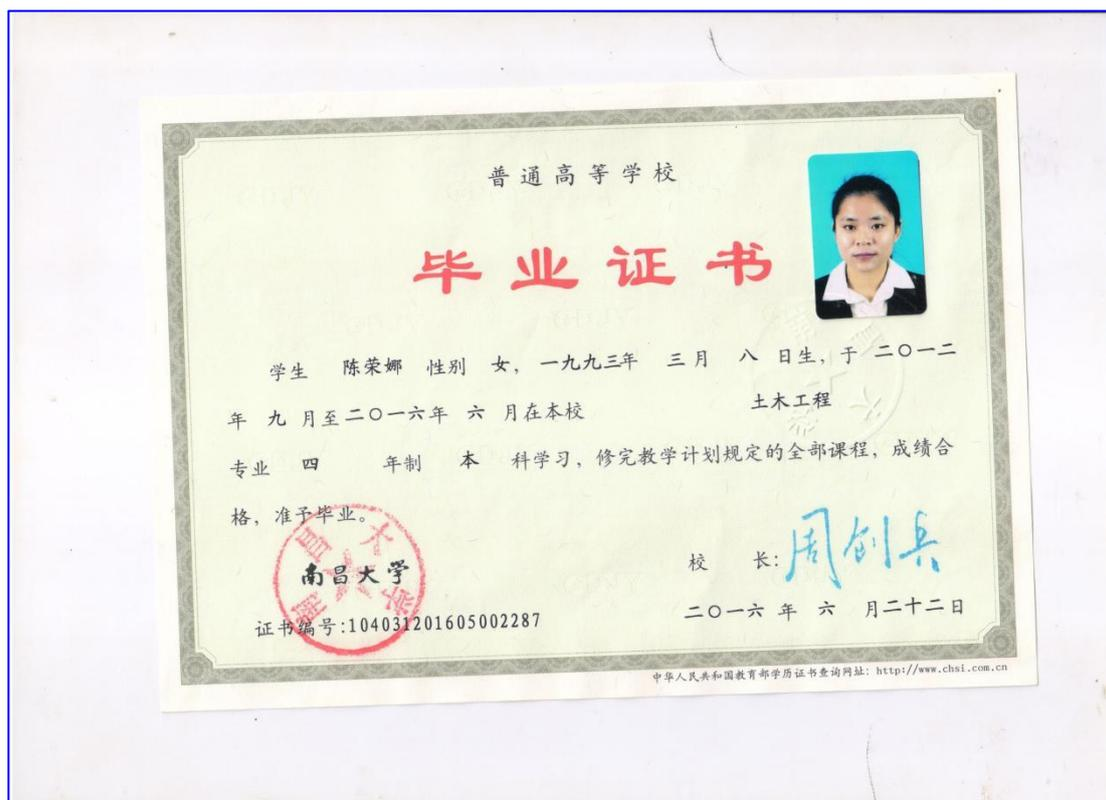 普通高等学校
毕业证书
学生 陈荣娜 性别 女, 一九九三年 三月 八 日生, 于 二〇一二
年 九 月至二〇一六年 六 月在本校 土木工程
专业 四 年制 本 科学习, 修完教学计划规定的全部课程, 成绩合
格, 准予毕业。
南昌大学
南昌大学
校 长: 周创兵
证书编号:104031201605002287
二〇一六 年 六 月二十二日
中华人民共和国教育部学历证书查询网址: http://www.chsi.com.cn